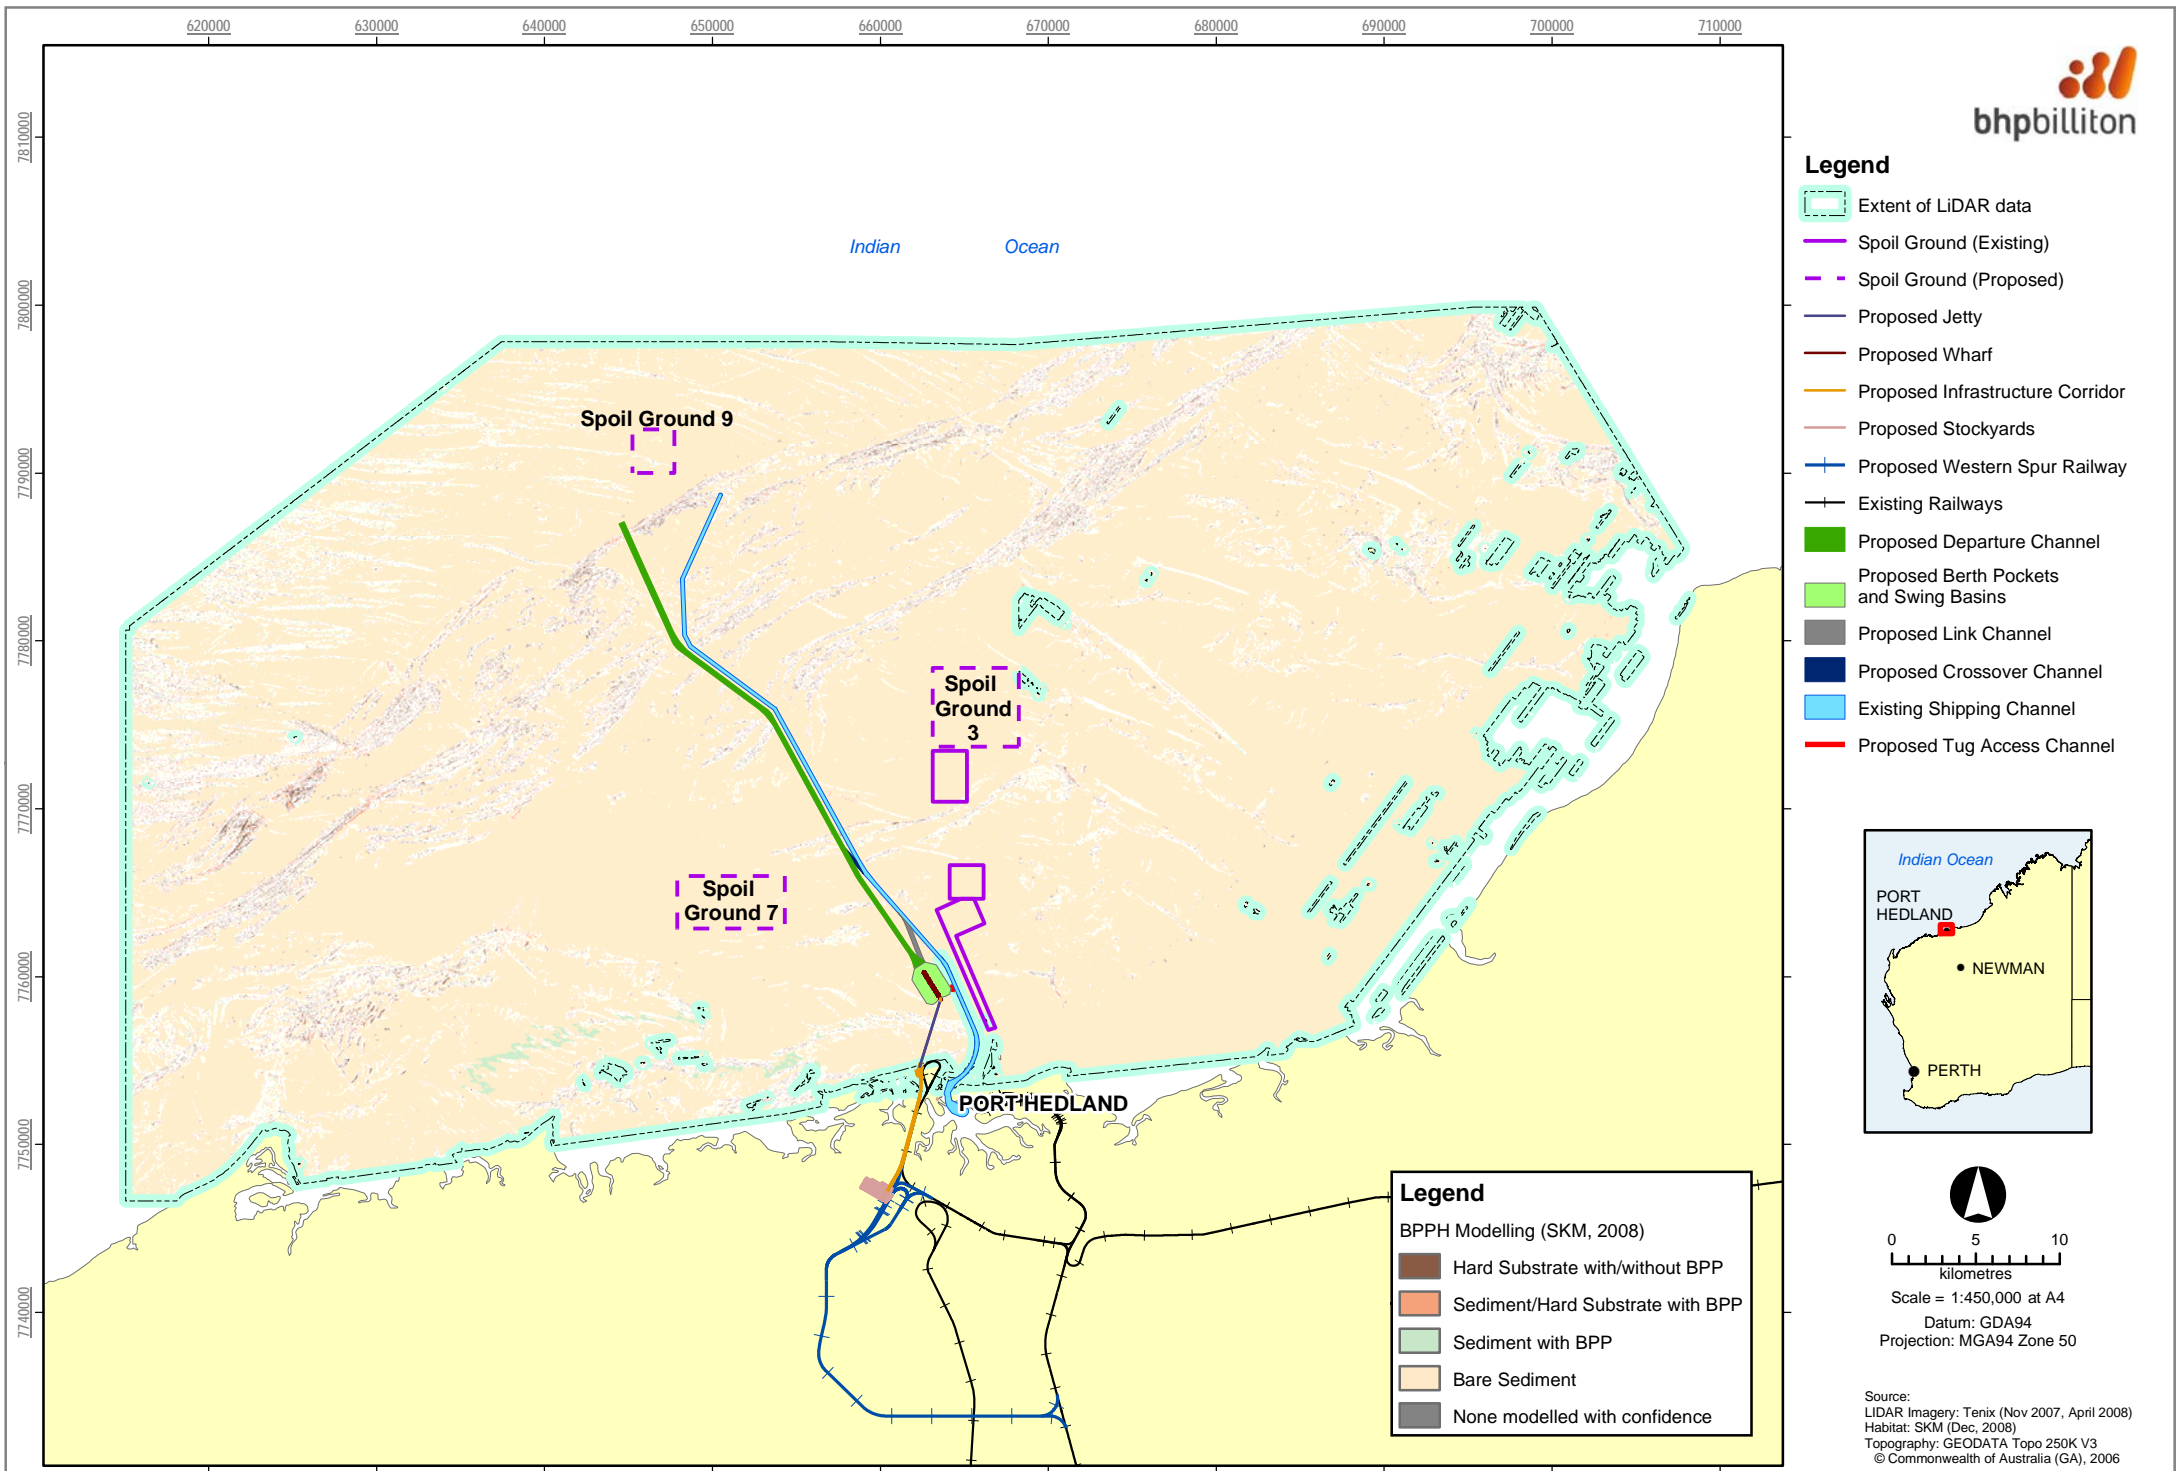 620000
630000
640000
650000
660000
670000
680000
690000
700000
710000
7810000
7800000
7790000
7780000
7770000
7760000
7750000
7740000
Indian Ocean
Spoil Ground 9
Spoil
Ground
3
Spoil
Ground 7
PORT HEDLAND
bhpbilliton
Legend
Extent of LiDAR data
Spoil Ground (Existing)
Spoil Ground (Proposed)
Proposed Jetty
Proposed Wharf
Proposed Infrastructure Corridor
Proposed Stockyards
Proposed Western Spur Railway
Existing Railways
Proposed Departure Channel
Proposed Berth Pockets
and Swing Basins
Proposed Link Channel
Proposed Crossover Channel
Existing Shipping Channel
Proposed Tug Access Channel
Indian Ocean
PORT
HEDLAND
NEWMAN
PERTH
0 5 10
kilometres
Scale = 1:450,000 at A4
Datum: GDA94
Projection: MGA94 Zone 50
Legend
BPPH Modelling (SKM, 2008)
Hard Substrate with/without BPP
Sediment/Hard Substrate with BPP
Sediment with BPP
Bare Sediment
None modelled with confidence
Source:
LIDAR Imagery: Tenix (Nov 2007, April 2008)
Habitat: SKM (Dec, 2008)
Topography: GEODATA Topo 250K V3
© Commonwealth of Australia (GA), 2006